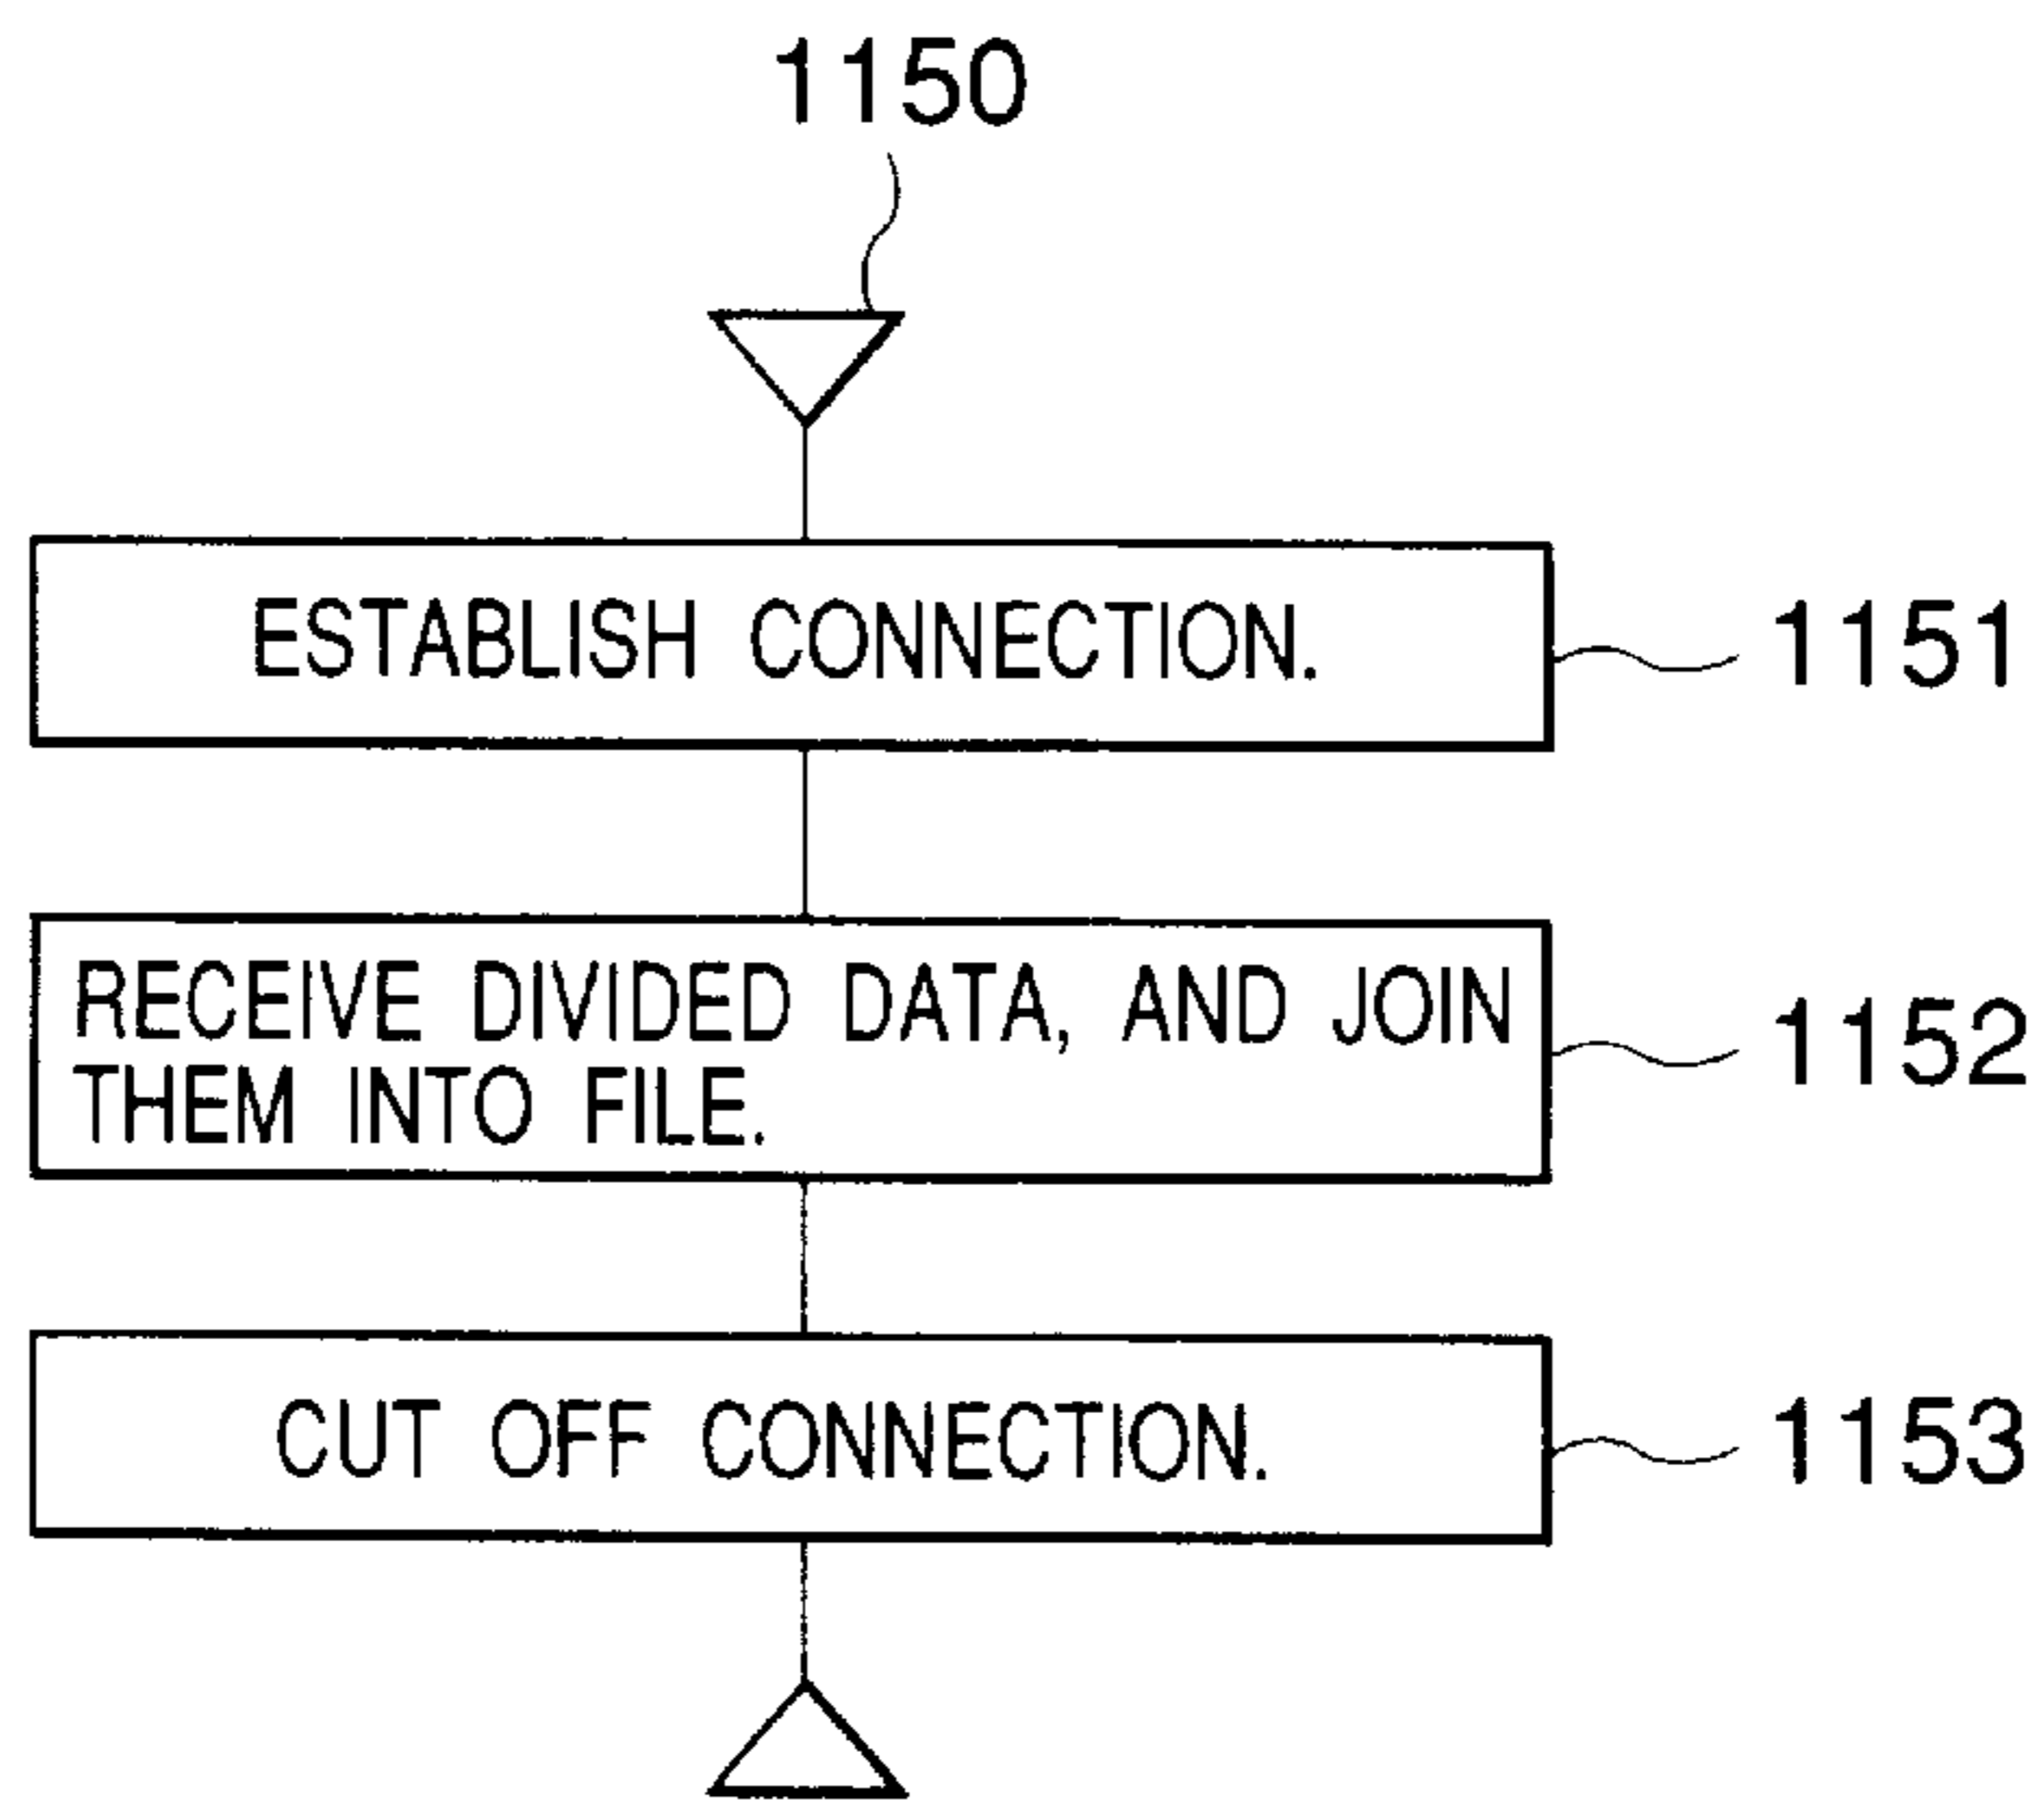 1150
ESTABLISH CONNECTION.
1151
RECEIVE DIVIDED DATA, AND JOIN
THEM INTO FILE.
1152
CUT OFF CONNECTION.
1153